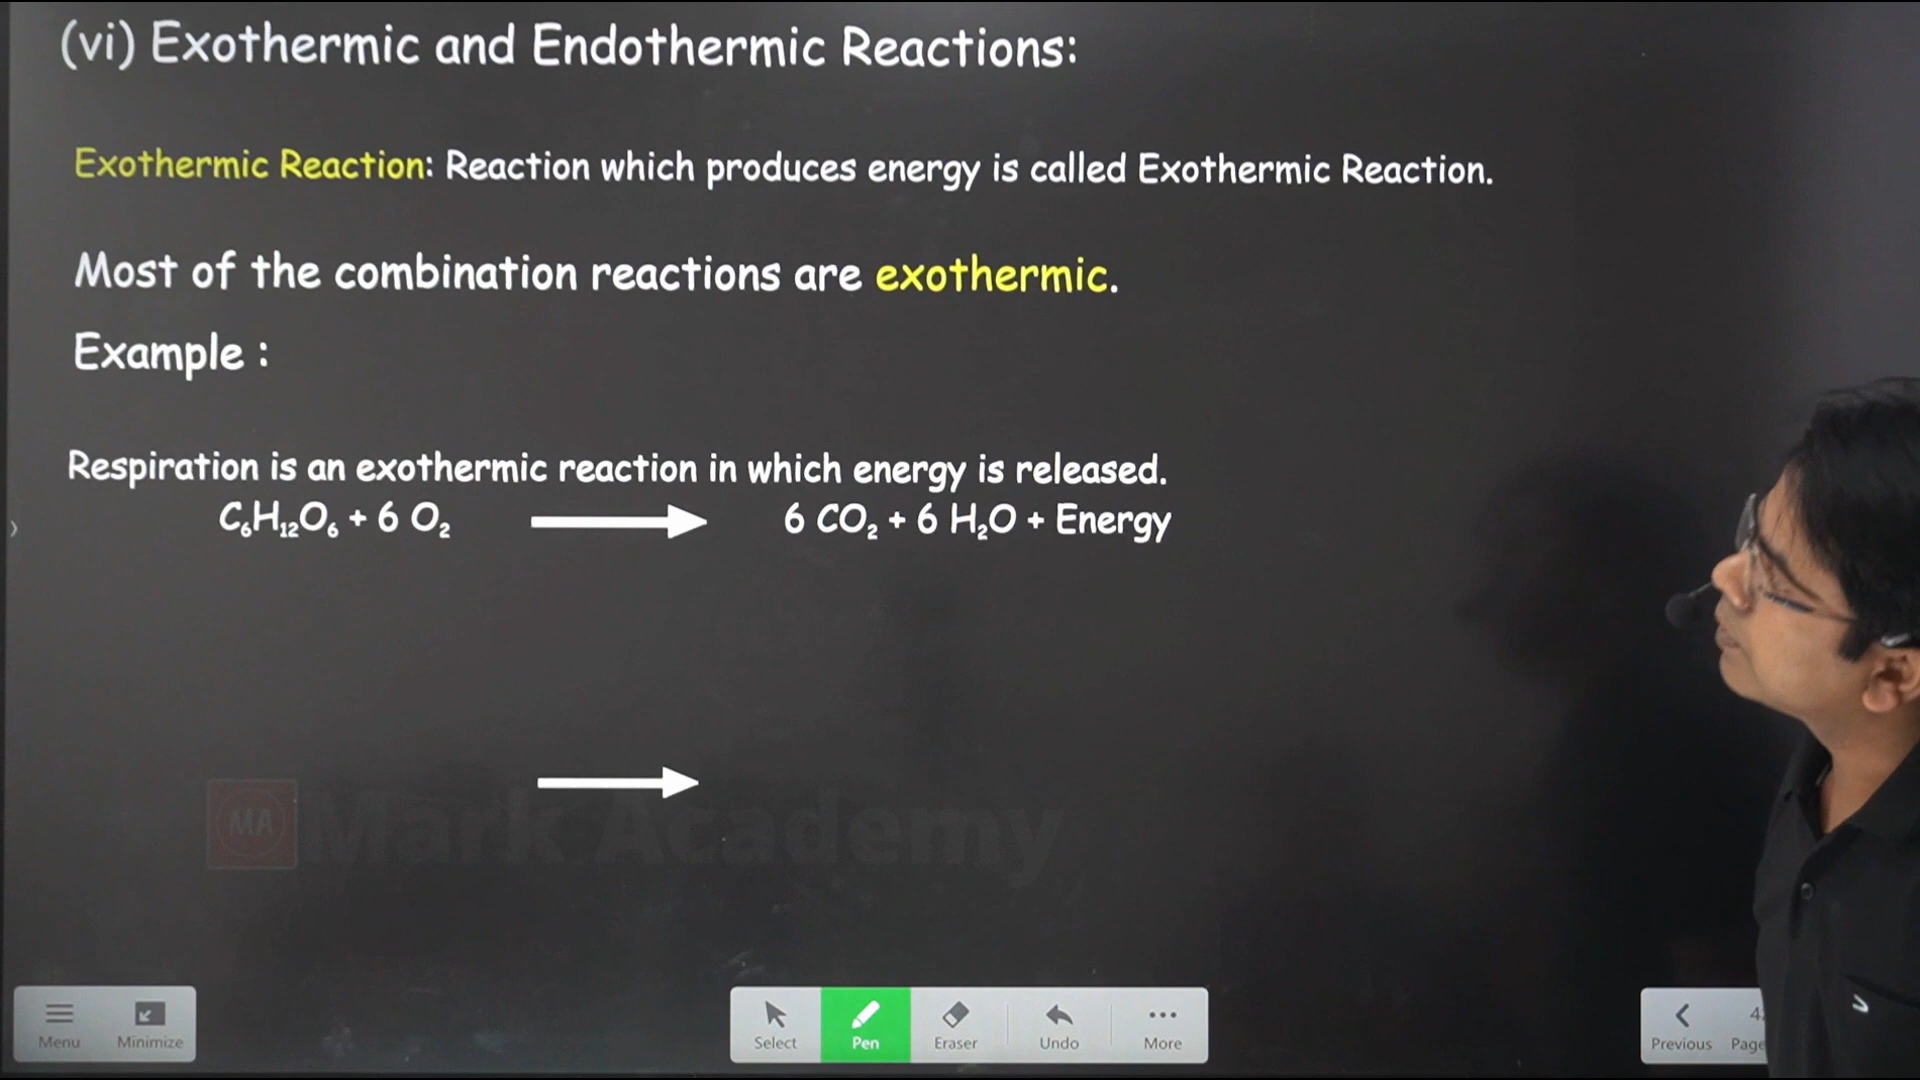 (vi) Exothermic and Endothermic Reactions:
Exothermic Reaction: Reaction which produces energy is called Exothermic Reaction.
Most of the combination reactions are exothermic.
Example :
Respiration is an exothermic reaction in which energy is released.
C₆H₁₂O₆ + 6 O₂ → 6 CO₂ + 6 H₂O + Energy
MA Mark Academy
Menu Minimize Select Pen Eraser Undo More Previous Page